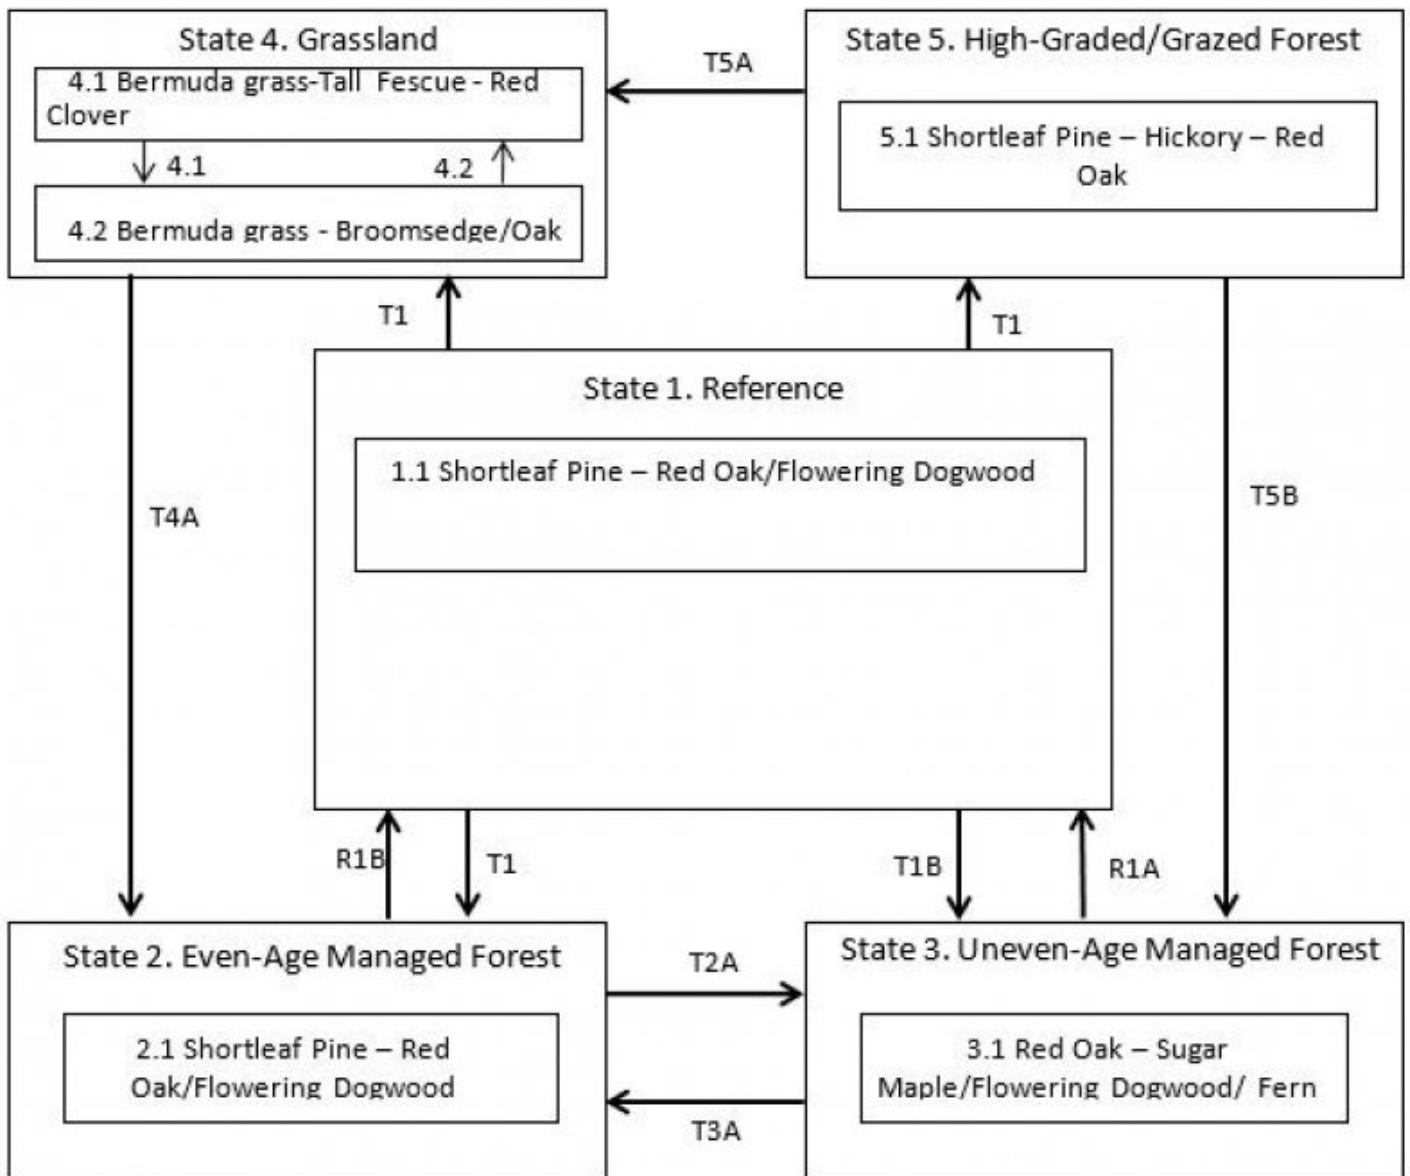 State 4. Grassland
4.1 Bermuda grass-Tall Fescue - Red
Clover
4.1
4.2
4.2 Bermuda grass - Broomsedge/Oak
T5A
State 5. High-Graded/Grazed Forest
5.1 Shortleaf Pine – Hickory – Red
Oak
T1
T1
State 1. Reference
1.1 Shortleaf Pine – Red Oak/Flowering Dogwood
T4A
T5B
R1B
T1
T1B
R1A
State 2. Even-Age Managed Forest
2.1 Shortleaf Pine – Red
Oak/Flowering Dogwood
T2A
T3A
State 3. Uneven-Age Managed Forest
3.1 Red Oak – Sugar
Maple/Flowering Dogwood/ Fern